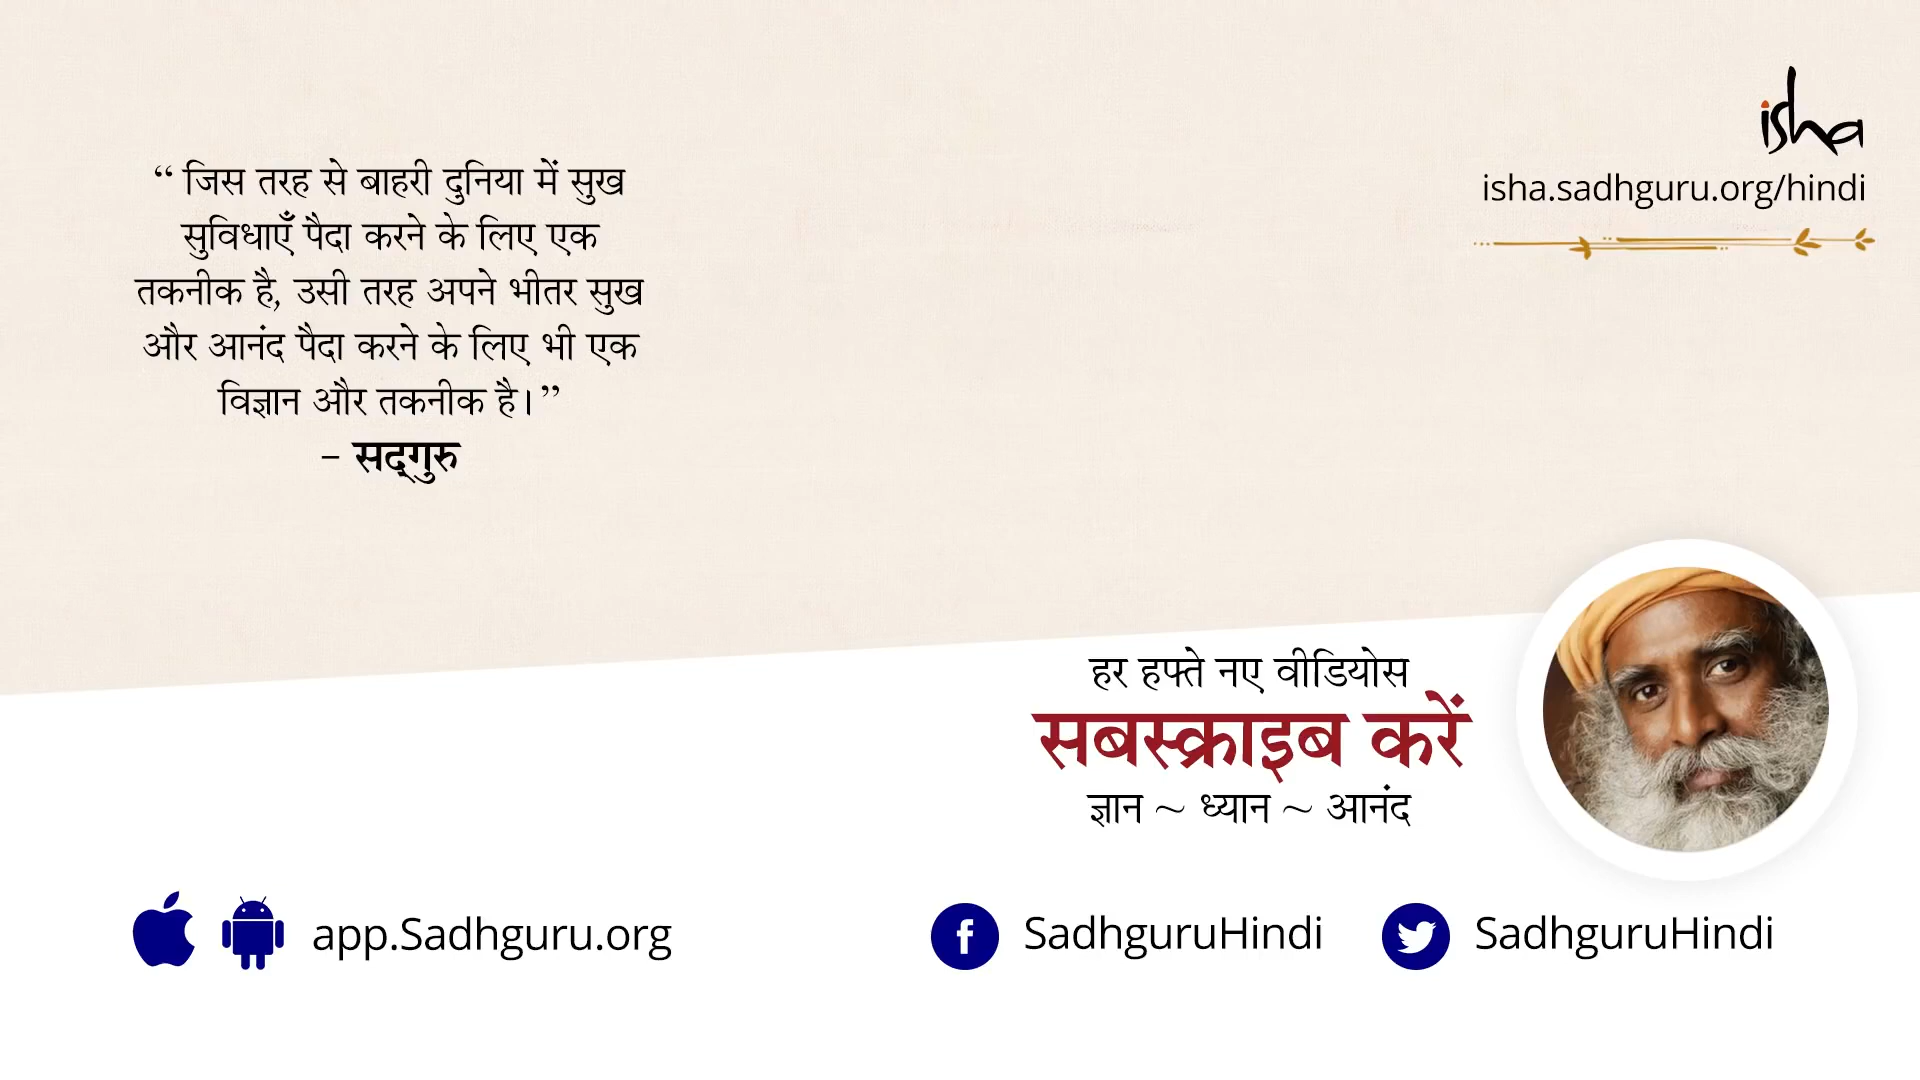 “ जिस तरह से बाहरी दुनिया में सुख
सुविधाएँ पैदा करने के लिए एक
तकनीक है, उसी तरह अपने भीतर सुख
और आनंद पैदा करने के लिए भी एक
विज्ञान और तकनीक है।”
- सद्‌गुरु
isha
isha.sadhguru.org/hindi
हर हफ्ते नए वीडियोस
सबस्क्राइब करें
ज्ञान ~ ध्यान ~ आनंद
app.Sadhguru.org
SadhguruHindi
SadhguruHindi